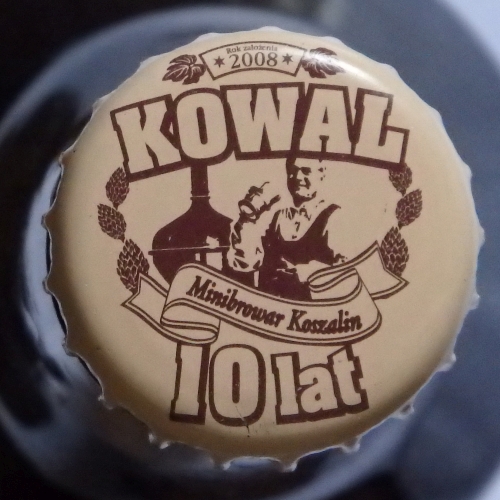 Rok założenia
2008
KOWAL
Minibrowar Koszalin
10 lat